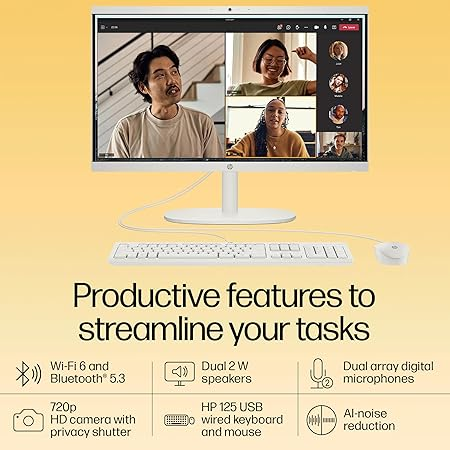 Productive features to
streamline your tasks
Wi-Fi 6 and
Bluetooth® 5.3
Dual 2 W
speakers
Dual array digital
microphones
2
720p
HD camera with
privacy shutter
HP 125 USB
wired keyboard
and mouse
AI-noise
reduction